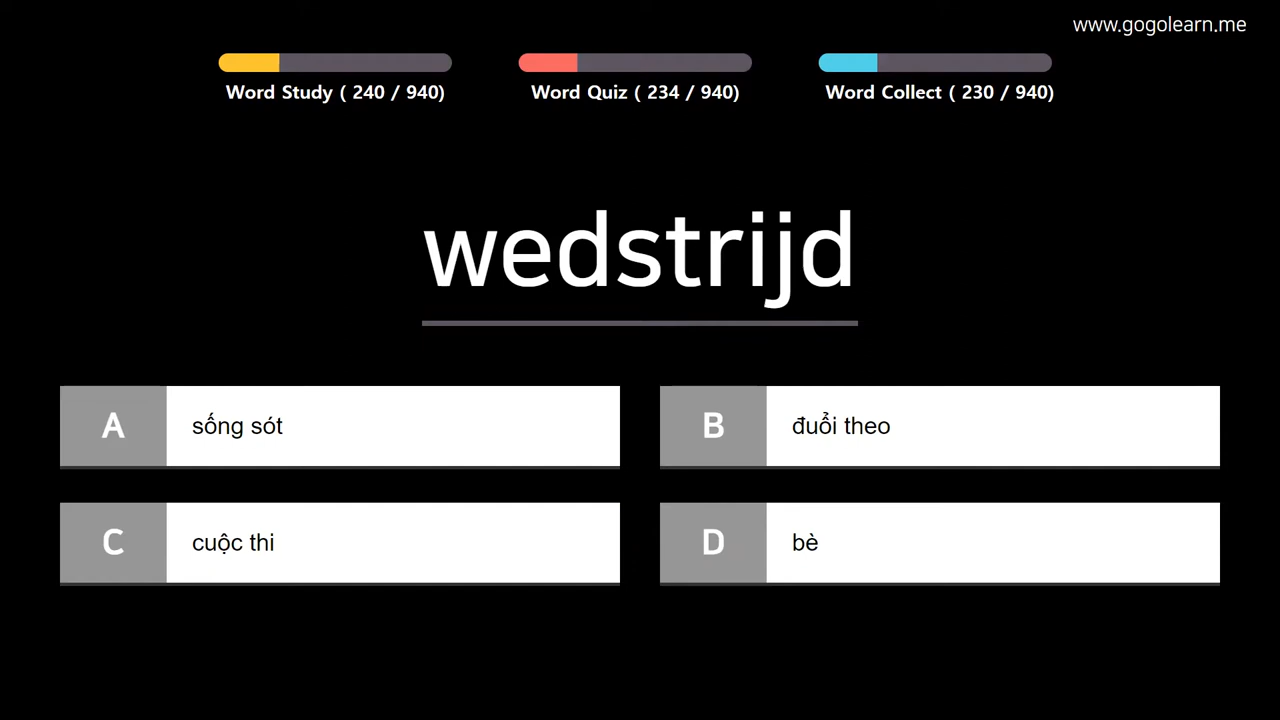 www.gogolearn.me
Word Study ( 240 / 940)
Word Quiz ( 234 / 940)
Word Collect ( 230 / 940)
wedstrijd
A sống sót
B đuổi theo
C cuộc thi
D bè